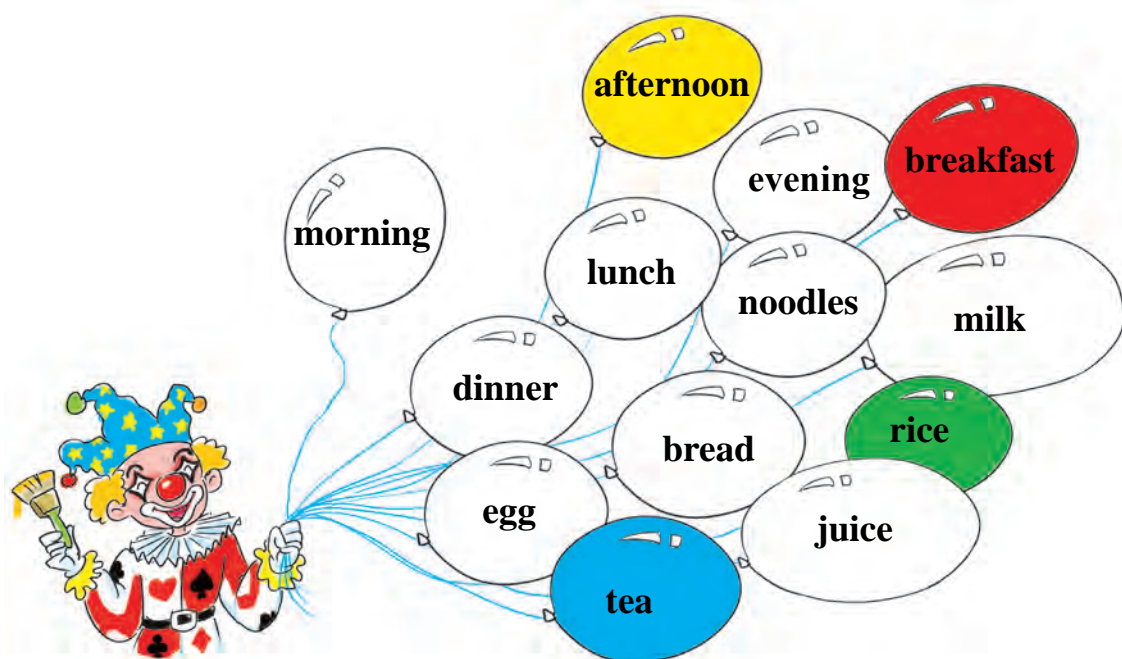 afternoon
evening
breakfast
morning
lunch
noodles
milk
dinner
bread
rice
egg
juice
tea